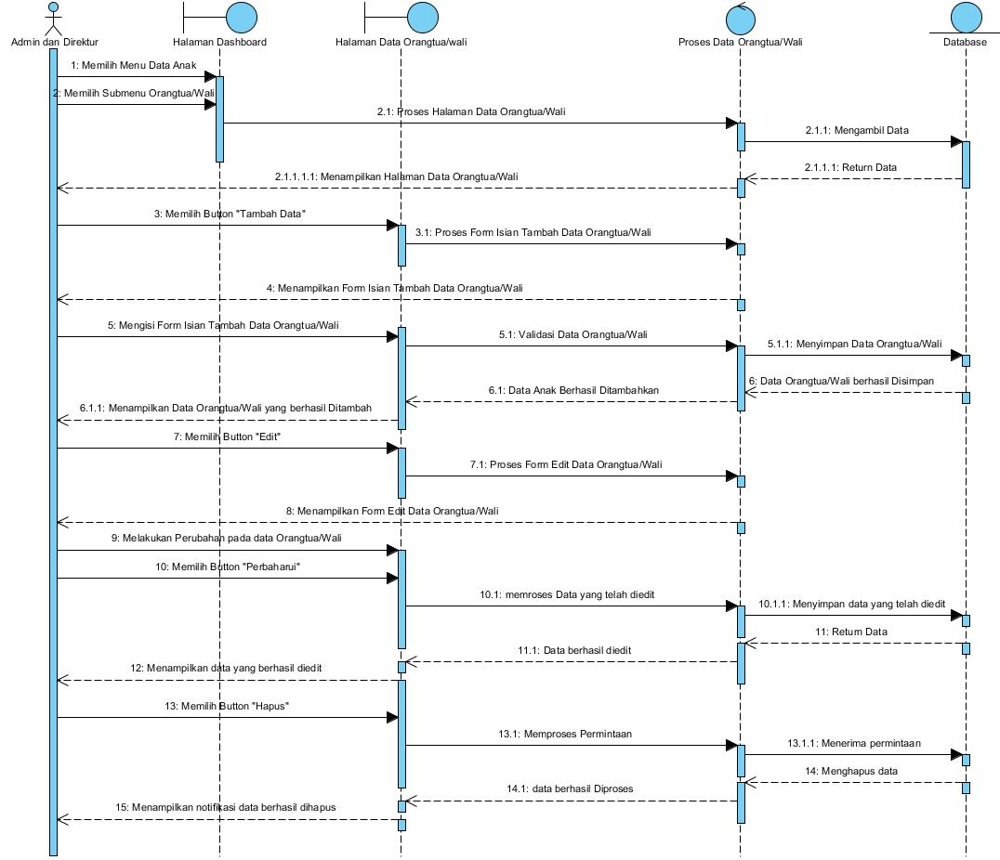 Admin dan Direktur
Halaman Dashboard
Halaman Data Orangtua/wali
Proses Data Orangtua/Wali
Database
1: Memilih Menu Data Anak
2: Memilih Submenu Orangtua/Wali
2.1: Proses Halaman Data Orangtua/Wali
2.1.1: Mengambil Data
2.1.1.1: Return Data
2.1.1.1.1: Menampilkan Halaman Data Orangtua/Wali
3: Memilih Button "Tambah Data"
3.1: Proses Form Isian Tambah Data Orangtua/Wali
4: Menampilkan Form Isian Tambah Data Orangtua/Wali
5: Mengisi Form Isian Tambah Data Orangtua/Wali
5.1: Validasi Data Orangtua/Wali
5.1.1: Menyimpan Data Orangtua/Wali
6: Data Orangtua/Wali berhasil Disimpan
6.1: Data Anak Berhasil Ditambahkan
6.1.1: Menampilkan Data Orangtua/Wali yang berhasil Ditambah
7: Memilih Button "Edit"
7.1: Proses Form Edit Data Orangtua/Wali
8: Menampilkan Form Edit Data Orangtua/Wali
9: Melakukan Perubahan pada data Orangtua/Wali
10: Memilih Button "Perbaharui"
10.1: memroses Data yang telah diedit
10.1.1: Menyimpan data yang telah diedit
11: Return Data
11.1: Data berhasil diedit
12: Menampilkan data yang berhasil diedit
13: Memilih Button "Hapus"
13.1: Memproses Permintaan
13.1.1: Menerima permintaan
14: Menghapus data
14.1: data berhasil Diproses
15: Menampilkan notifikasi data berhasil dihapus